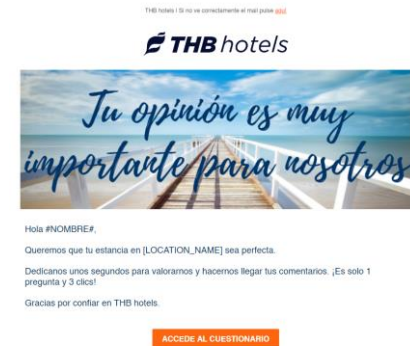 THB hotels | Si no ve correctamente el mail pulse aquí
THB hotels
Tu opinión es muy
importante para nosotros
Hola #NOMBRE#,
Queremos que tu estancia en [LOCATION_NAME] sea perfecta.
Dedícanos unos segundos para valorarnos y hacernos llegar tus comentarios. ¡Es solo 1
pregunta y 3 clics!
Gracias por confiar en THB hotels.
ACCEDE AL CUESTIONARIO